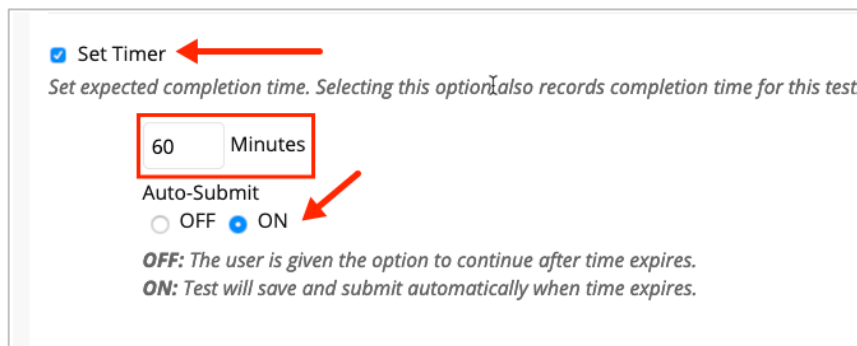 Set Timer
Set expected completion time. Selecting this option also records completion time for this test
60 Minutes
Auto-Submit
OFF ON
OFF: The user is given the option to continue after time expires.
ON: Test will save and submit automatically when time expires.